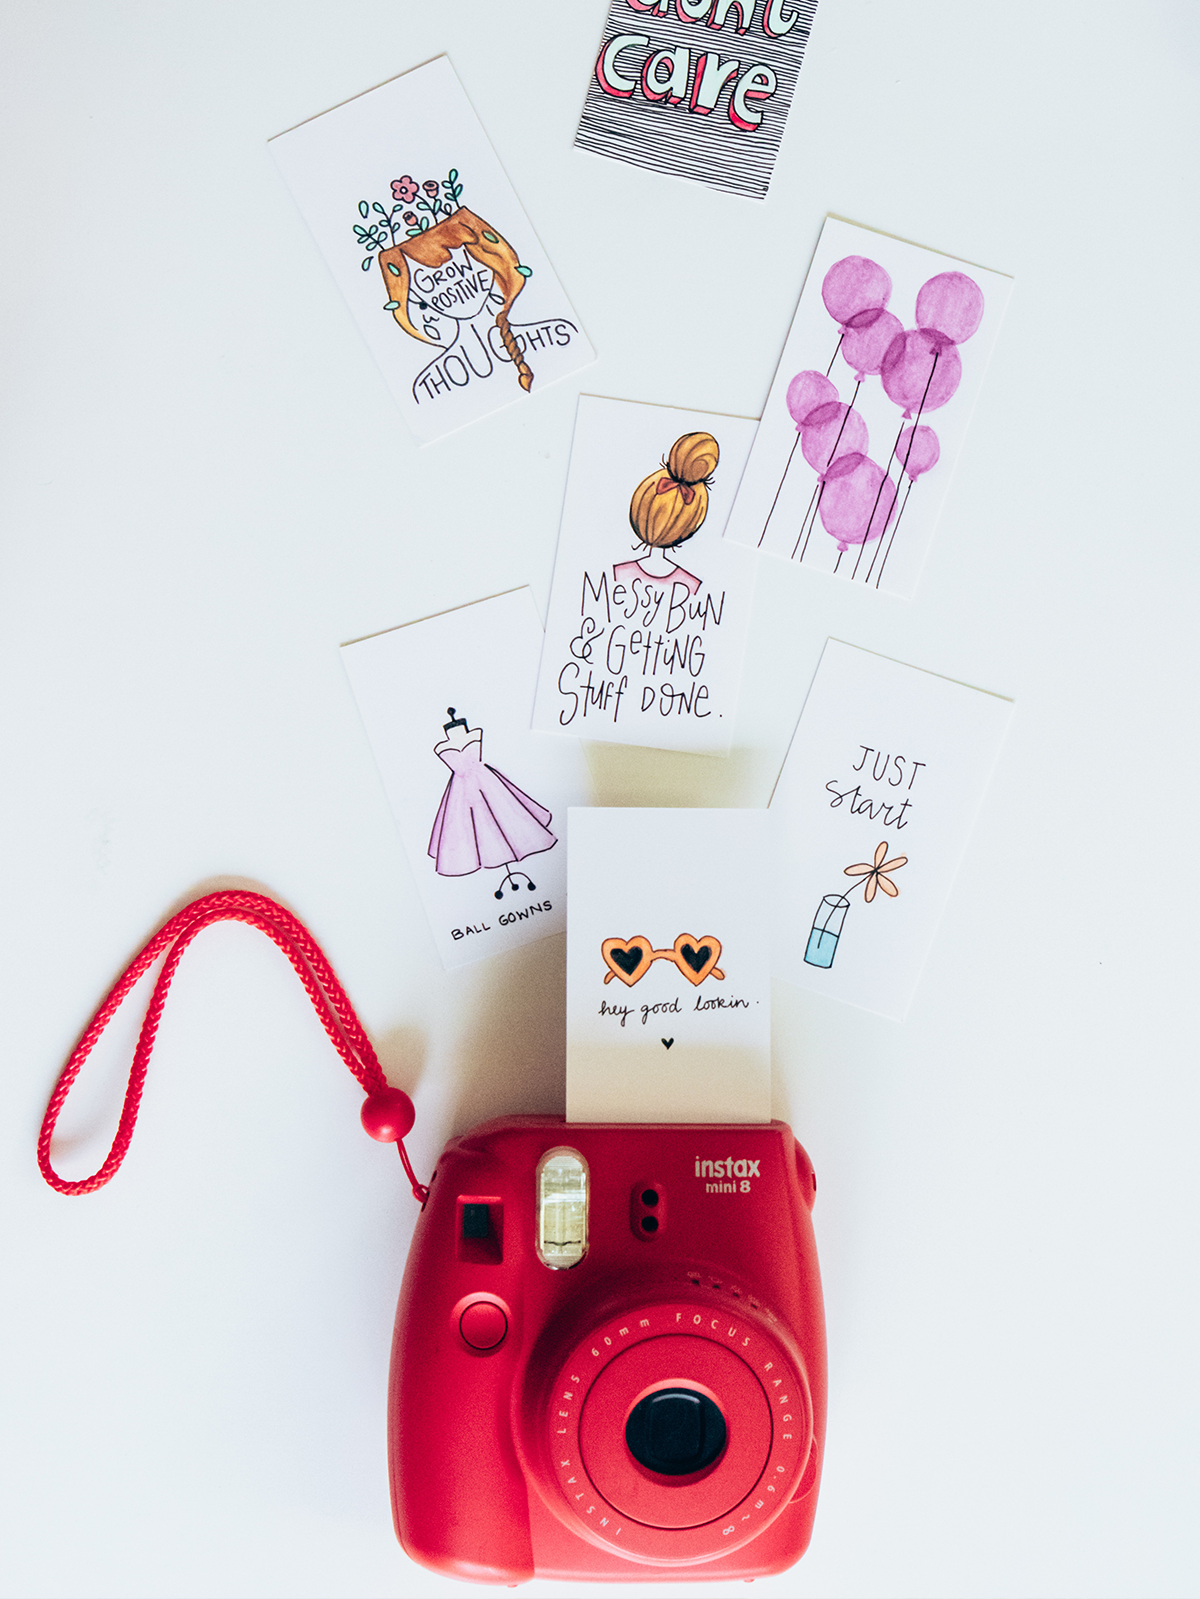 dont
care
GROW
POSITIVE
THOUGHTS
Messy BuN
& GettiNG
Stuff DONE.
JUST
start
BALL GOWNS
hey good lookin.
instax
mini 8
INSTAX LENS 60mm FOCUS RANGE 0.6m~∞